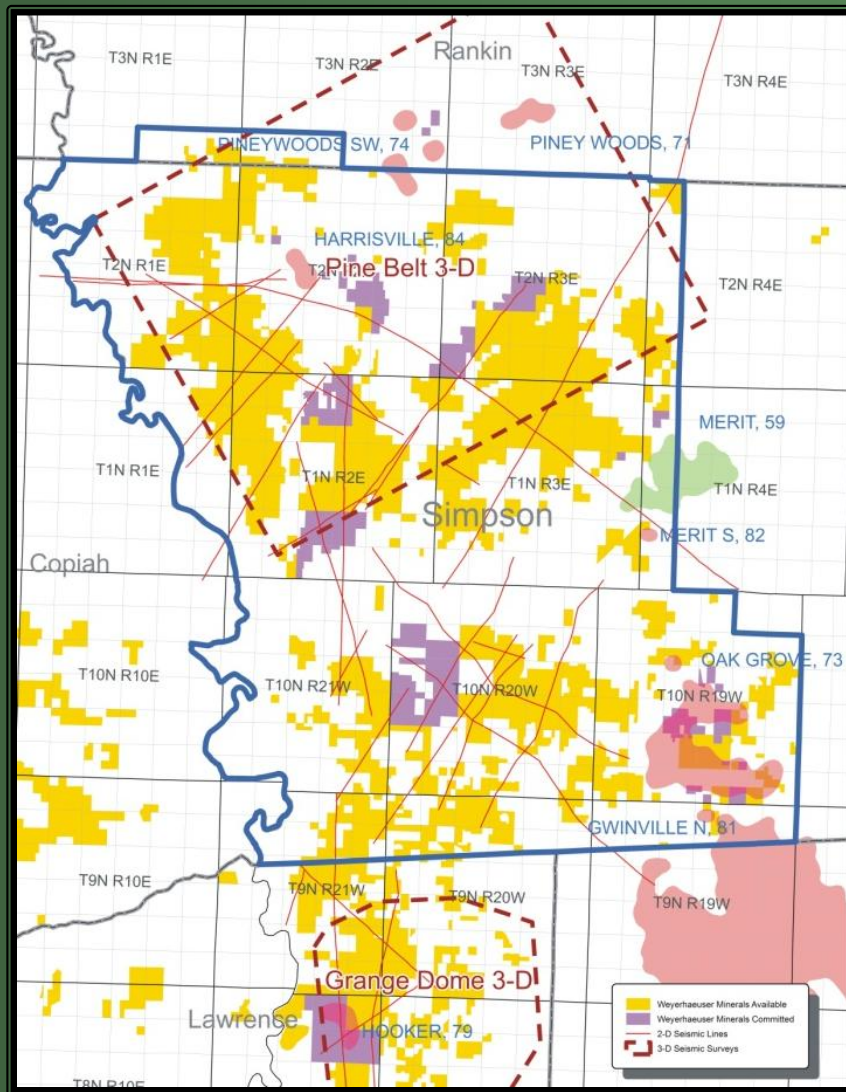 Rankin
T3N R1E
T3N R2E
T3N R3E
T3N R4E
PINEYWOODS SW, 74
PINEY WOODS, 71
HARRISVILLE, 84
T2N R1E
Pine Belt 3-D
T2N R3E
T2N R4E
MERIT, 59
T1N R1E
T1N R2E
T1N R3E
T1N R4E
Simpson
MERIT S, 82
Copiah
OAK GROVE, 73
T10N R10E
T10N R21W
T10N R20W
T10N R19W
GWINVILLE N, 81
T9N R10E
T9N R21W
T9N R20W
T9N R19W
Grange Dome 3-D
Lawrense
HOOKER, 79
T8N R10E
Weyerhaeuser Minerals Available
Weyerhaeuser Minerals Committed
2-D Seismic Lines
3-D Seismic Surveys